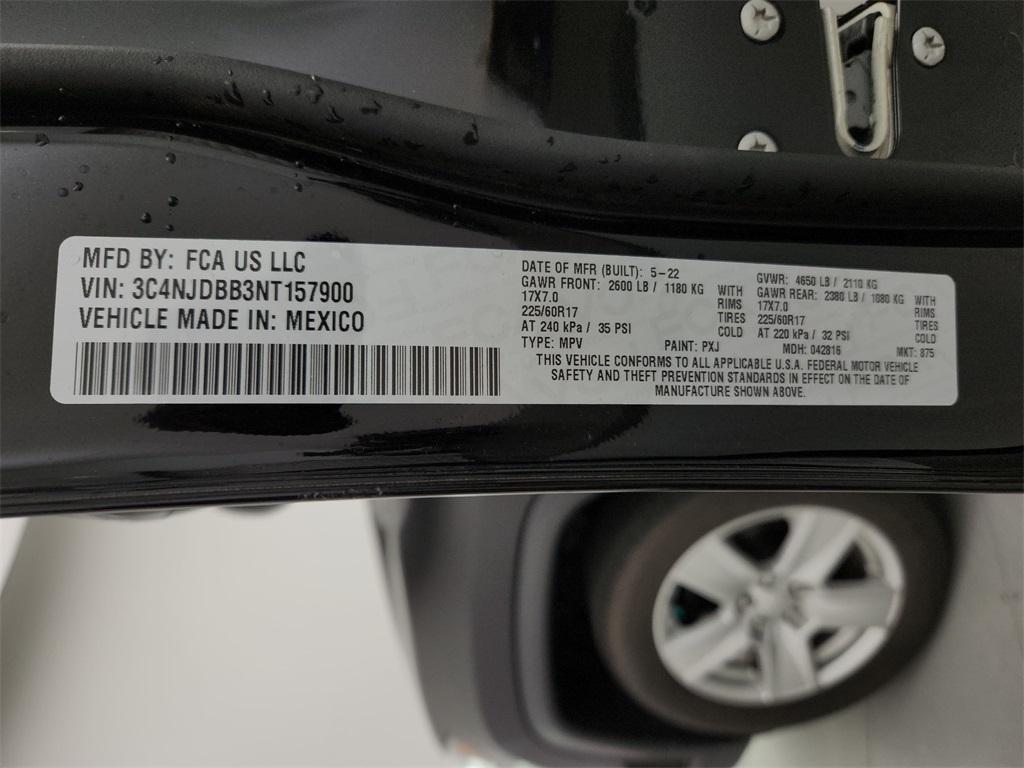 MFD BY: FCA US LLC
VIN: 3C4NJDBB3NT157900
VEHICLE MADE IN: MEXICO
DATE OF MFR (BUILT): 5-22
GAWR FRONT: 2600 LB / 1180 KG WITH
17X7.0 RIMS
225/60R17 TIRES
AT 240 kPa / 35 PSI COLD
GVWR: 4650 LB / 2110 KG
GAWR REAR: 2380 LB / 1080 KG WITH
17X7.0 RIMS
225/60R17 TIRES
AT 220 kPa / 32 PSI COLD
TYPE: MPV PAINT: PXJ MDH: 042816 MKT: 875
THIS VEHICLE CONFORMS TO ALL APPLICABLE U.S.A. FEDERAL MOTOR VEHICLE
SAFETY AND THEFT PREVENTION STANDARDS IN EFFECT ON THE DATE OF
MANUFACTURE SHOWN ABOVE.